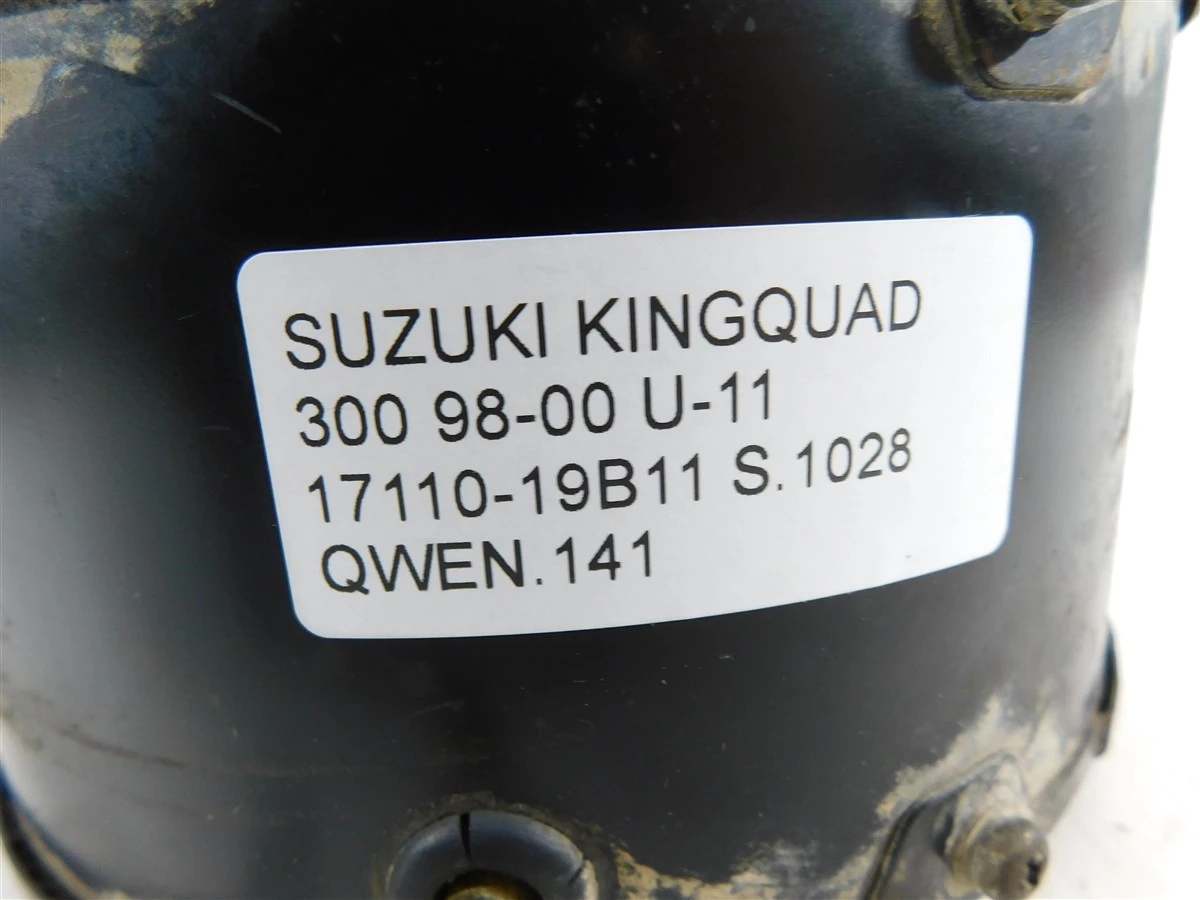 SUZUKI KINGQUAD
300 98-00 U-11
17110-19B11 S.1028
QWEN.141